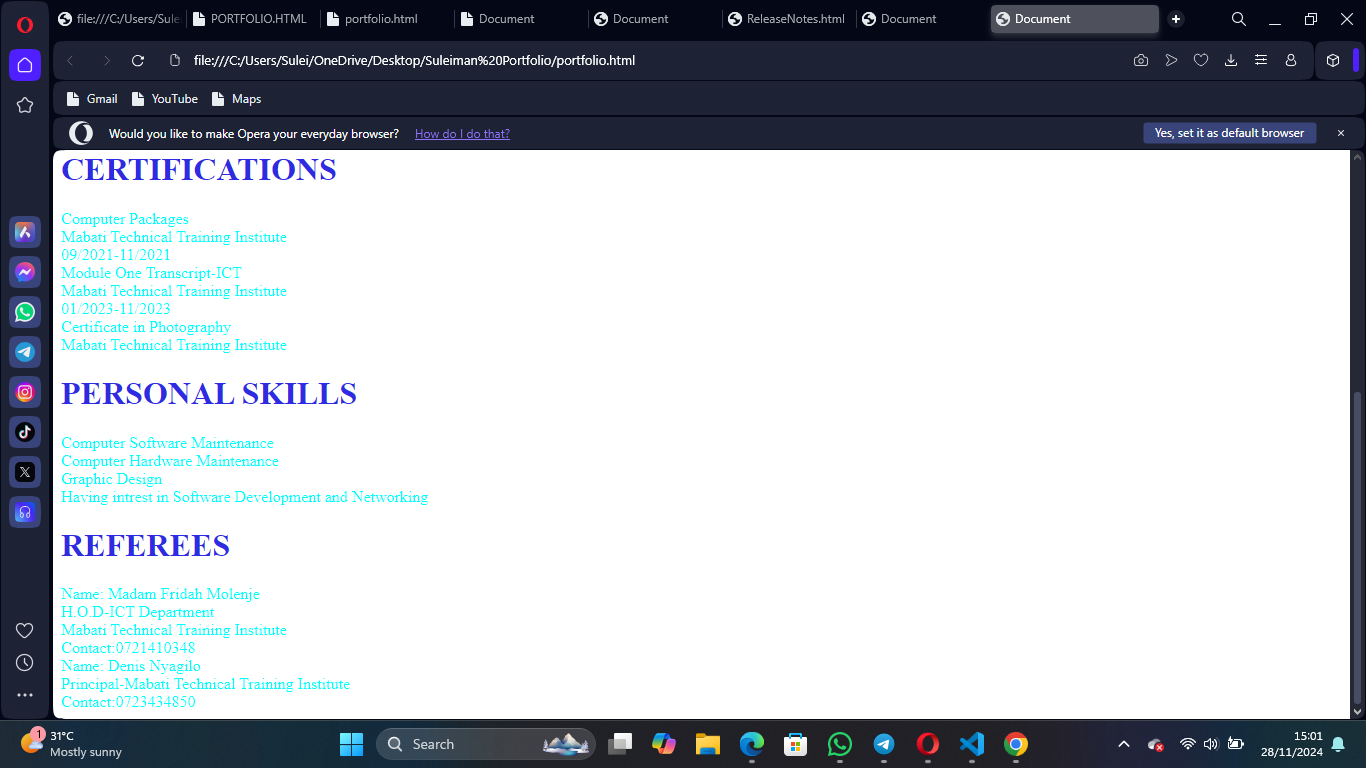 file:///C:/Users/Sulei
PORTFOLIO.HTML
portfolio.html
Document
Document
ReleaseNotes.html
Document
Document
file:///C:/Users/Sulei/OneDrive/Desktop/Suleiman%20Portfolio/portfolio.html
Gmail
YouTube
Maps
Would you like to make Opera your everyday browser? How do I do that?
Yes, set it as default browser
CERTIFICATIONS
Computer Packages
Mabati Technical Training Institute
09/2021-11/2021
Module One Transcript-ICT
Mabati Technical Training Institute
01/2023-11/2023
Certificate in Photography
Mabati Technical Training Institute
PERSONAL SKILLS
Computer Software Maintenance
Computer Hardware Maintenance
Graphic Design
Having intrest in Software Development and Networking
REFEREES
Name: Madam Fridah Molenje
H.O.D-ICT Department
Mabati Technical Training Institute
Contact:0721410348
Name: Denis Nyagilo
Principal-Mabati Technical Training Institute
Contact:0723434850
1
31°C
Mostly sunny
Search
15:01
28/11/2024